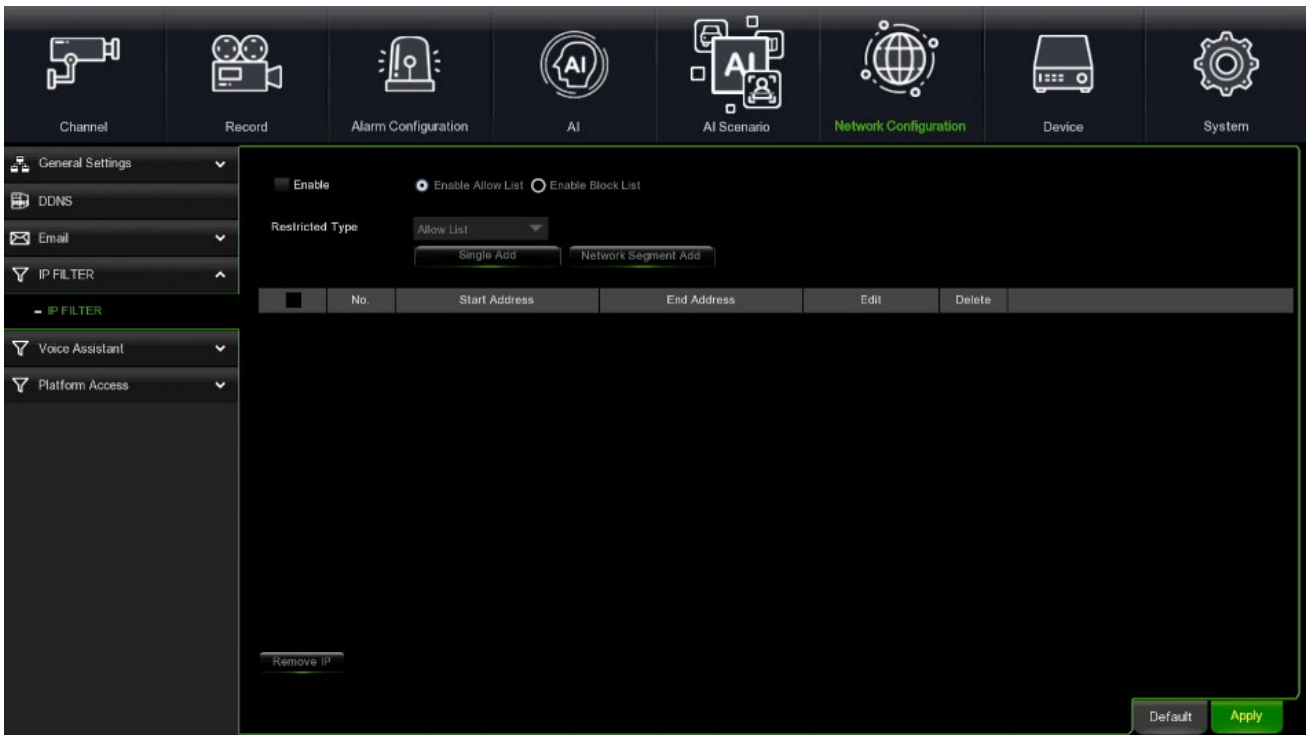 AI
AI
Channel Record Alarm Configuration AI AI Scenario Network Configuration Device System
General Settings
DDNS
Email
IP FILTER
IP FILTER
Voice Assistant
Platform Access
Enable Enable Allow List Enable Block List
Restricted Type Allow List
Single Add Network Segment Add
No. Start Address End Address Edit Delete
Remove IP
Default Apply